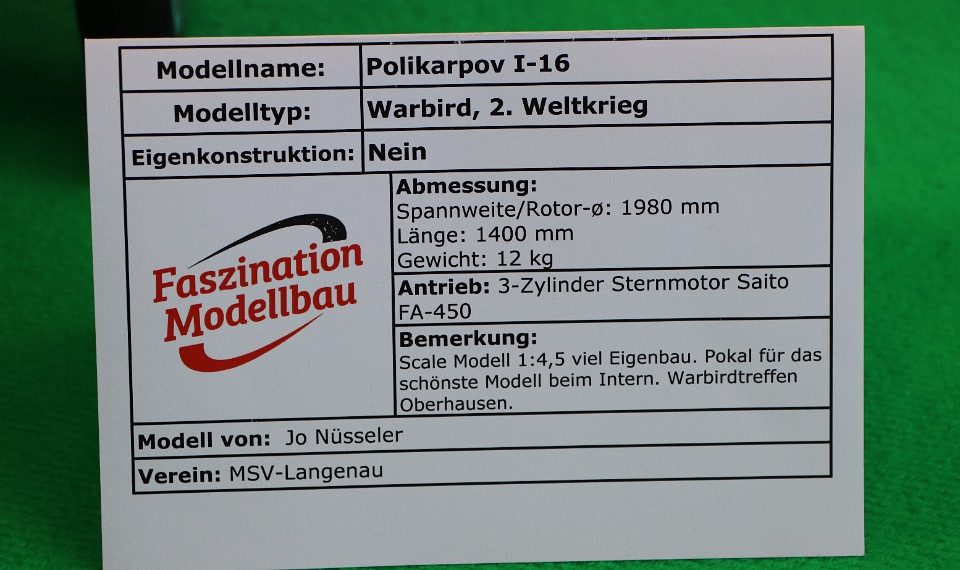 Modellname: Polikarpov I-16
Modelltyp: Warbird, 2. Weltkrieg
Eigenkonstruktion: Nein
Faszination
Modellbau
Abmessung:
Spannweite/Rotor-ø: 1980 mm
Länge: 1400 mm
Gewicht: 12 kg
Antrieb: 3-Zylinder Sternmotor Saito
FA-450
Bemerkung:
Scale Modell 1:4,5 viel Eigenbau. Pokal für das
schönste Modell beim Intern. Warbirdtreffen
Oberhausen.
Modell von: Jo Nüsseler
Verein: MSV-Langenau